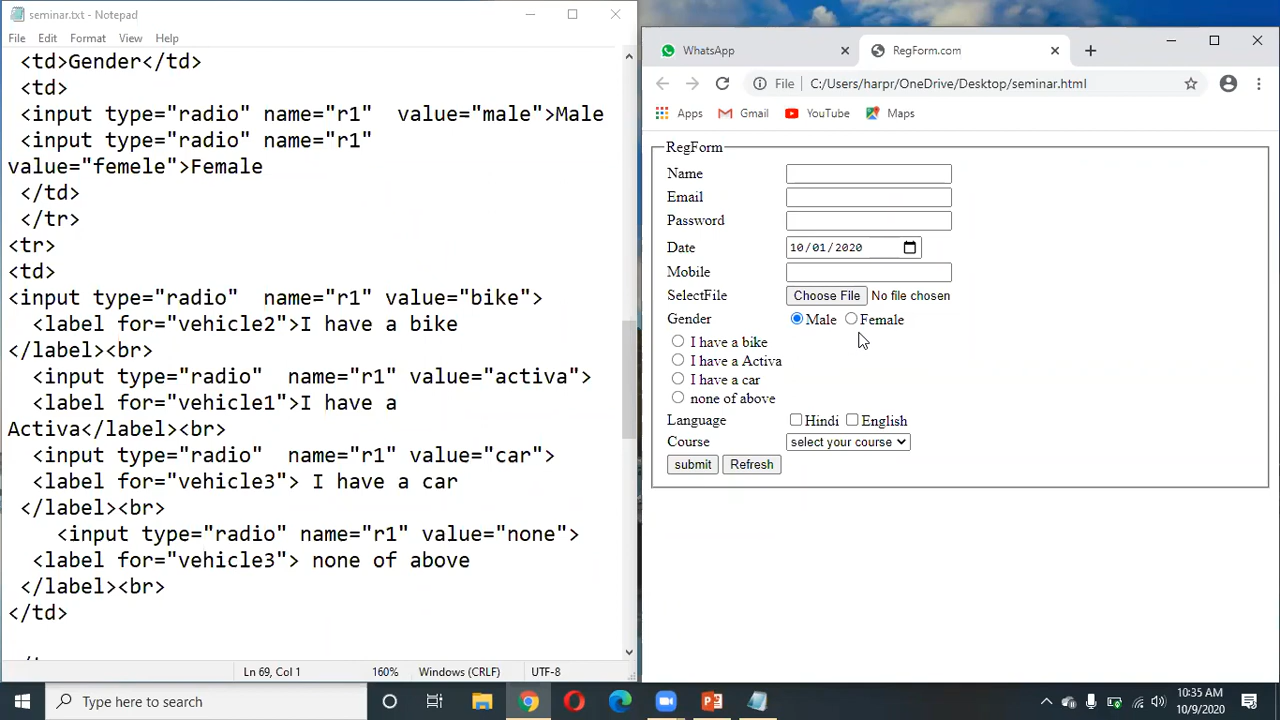 seminar.txt - Notepad
File Edit Format View Help
<td>Gender</td>
<td>
<input type="radio" name="r1"  value="male">Male
<input type="radio" name="r1"
value="femele">Female
</td>
</tr>
<tr>
<td>
<input type="radio"  name="r1" value="bike">
<label for="vehicle2">I have a bike
</label><br>
<input type="radio"  name="r1" value="activa">
<label for="vehicle1">I have a
Activa</label><br>
<input type="radio"  name="r1" value="car">
<label for="vehicle3"> I have a car
</label><br>
<input type="radio" name="r1" value="none">
<label for="vehicle3"> none of above
</label><br>
</td>
Ln 69, Col 1 160% Windows (CRLF) UTF-8
WhatsApp RegForm.com
File C:/Users/harpr/OneDrive/Desktop/seminar.html
Apps Gmail YouTube Maps
RegForm
Name
Email
Password
Date 10/01/2020
Mobile
SelectFile Choose File No file chosen
Gender Male Female
I have a bike
I have a Activa
I have a car
none of above
Language Hindi English
Course select your course
submit Refresh
Type here to search
10:35 AM
10/9/2020